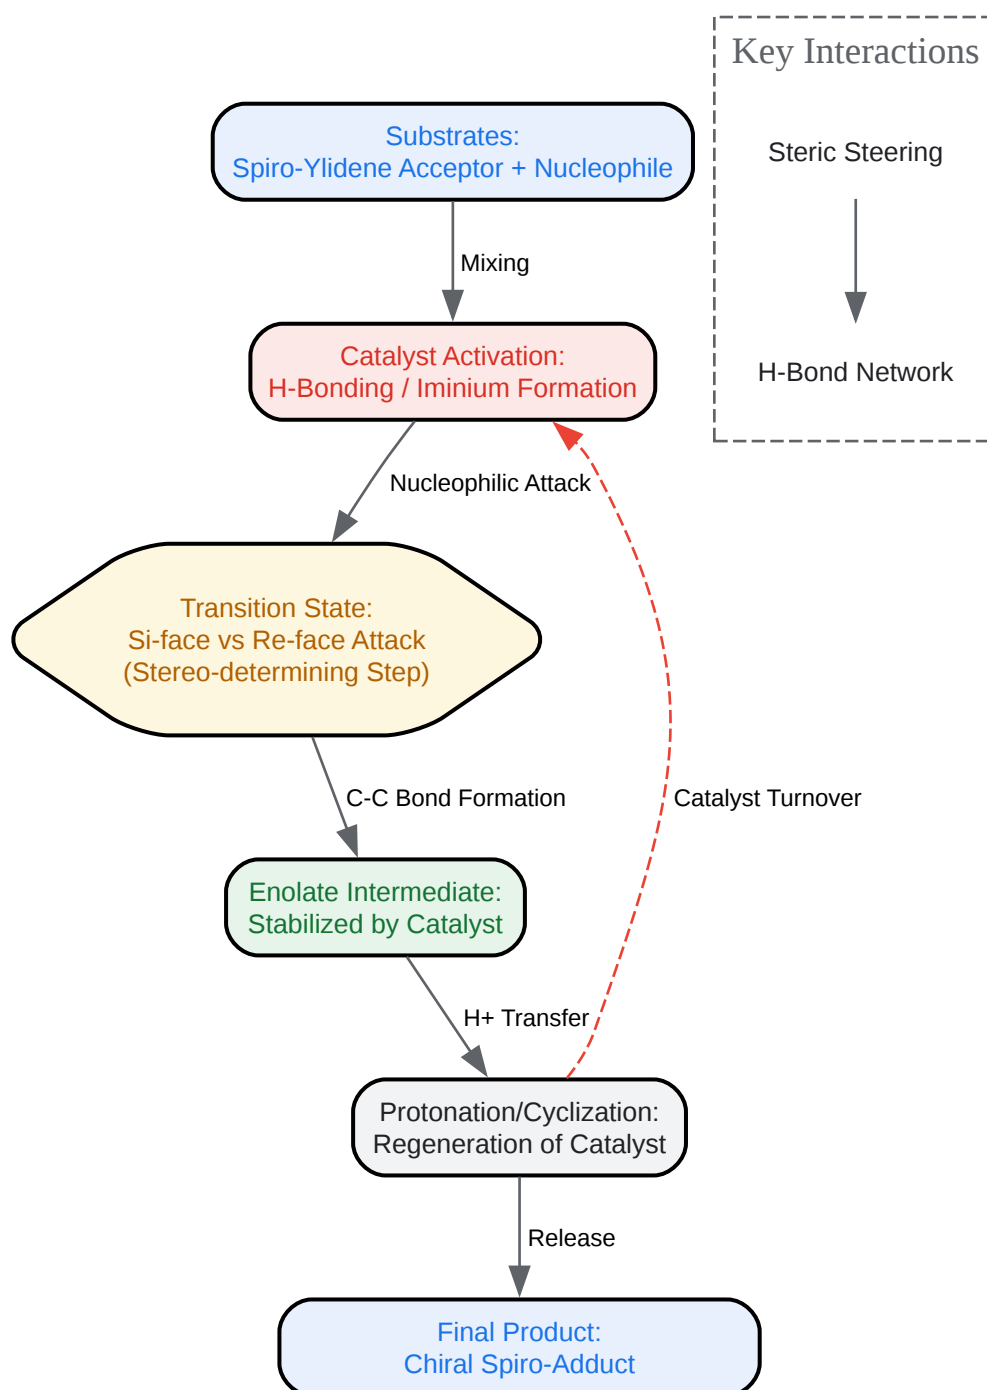 Key Interactions
Steric Steering
H-Bond Network
Substrates:
Spiro-Ylidene Acceptor + Nucleophile
Mixing
Catalyst Activation:
H-Bonding / Iminium Formation
Nucleophilic Attack
Transition State:
Si-face vs Re-face Attack
(Stereo-determining Step)
C-C Bond Formation
Catalyst Turnover
Enolate Intermediate:
Stabilized by Catalyst
H+ Transfer
Protonation/Cyclization:
Regeneration of Catalyst
Release
Final Product:
Chiral Spiro-Adduct